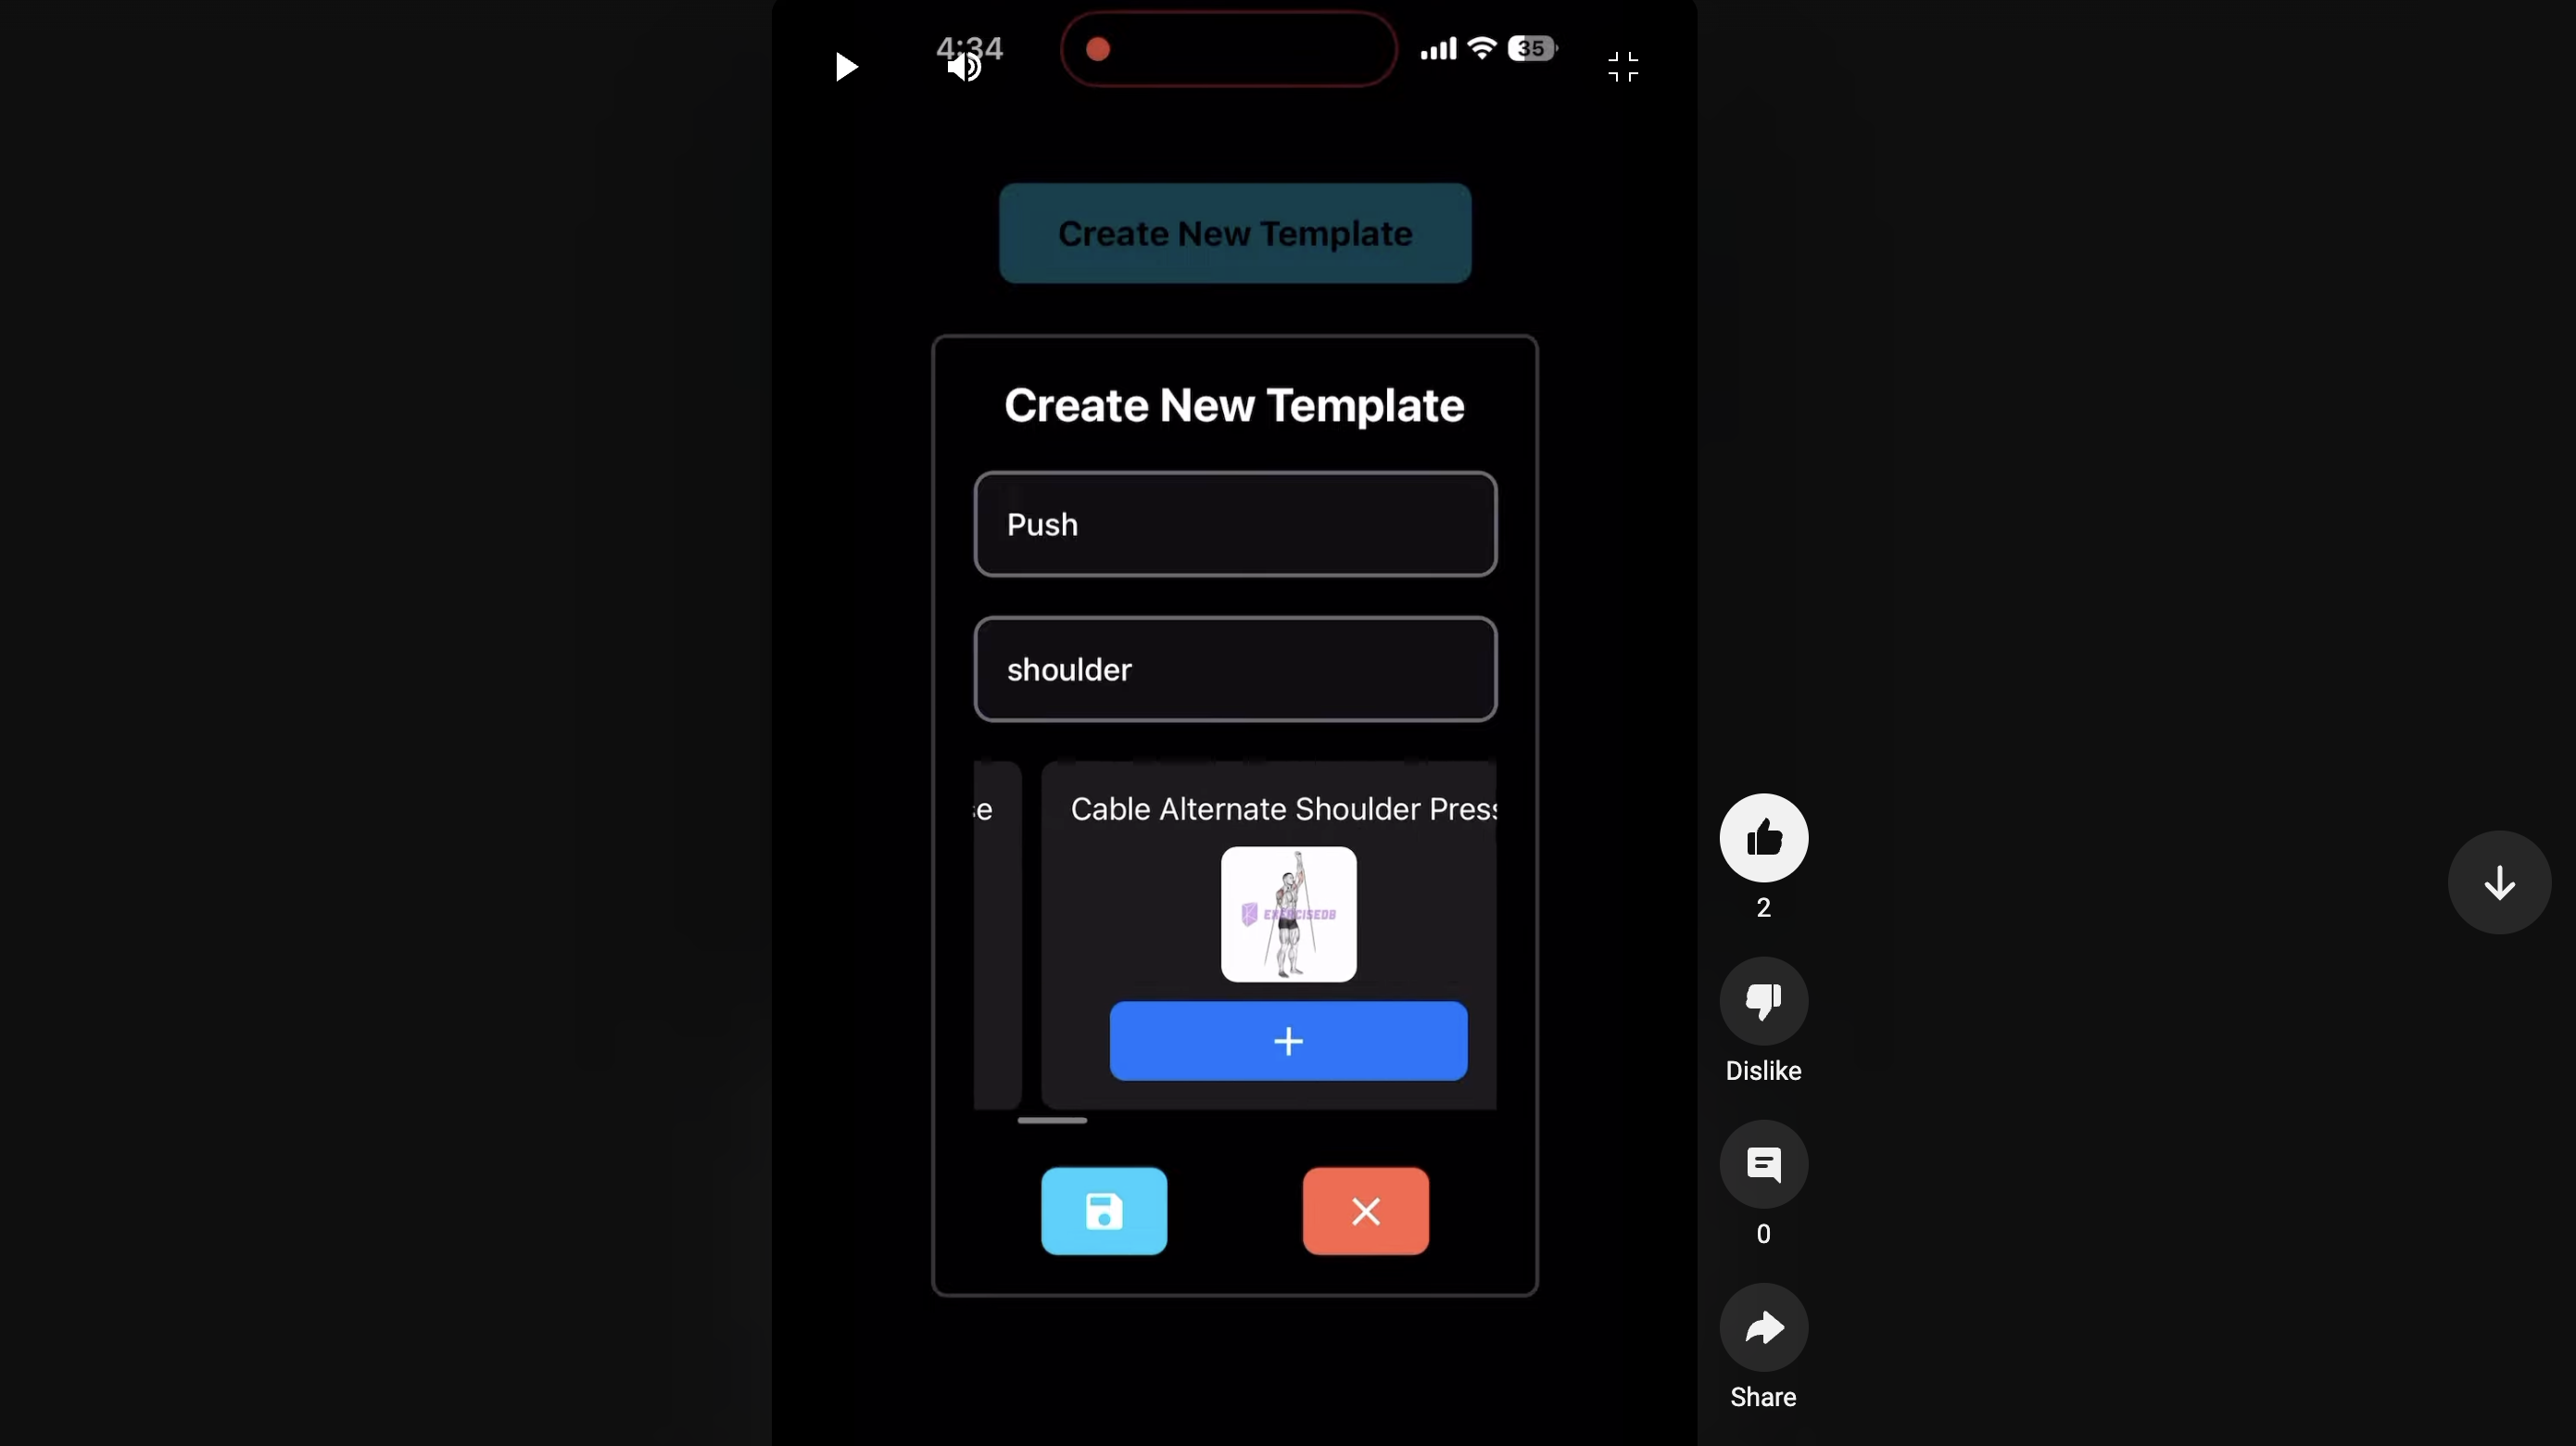 4:34
35
Create New Template
Create New Template
Push
shoulder
Cable Alternate Shoulder Press
EXERCISEDB
+
2
Dislike
0
Share